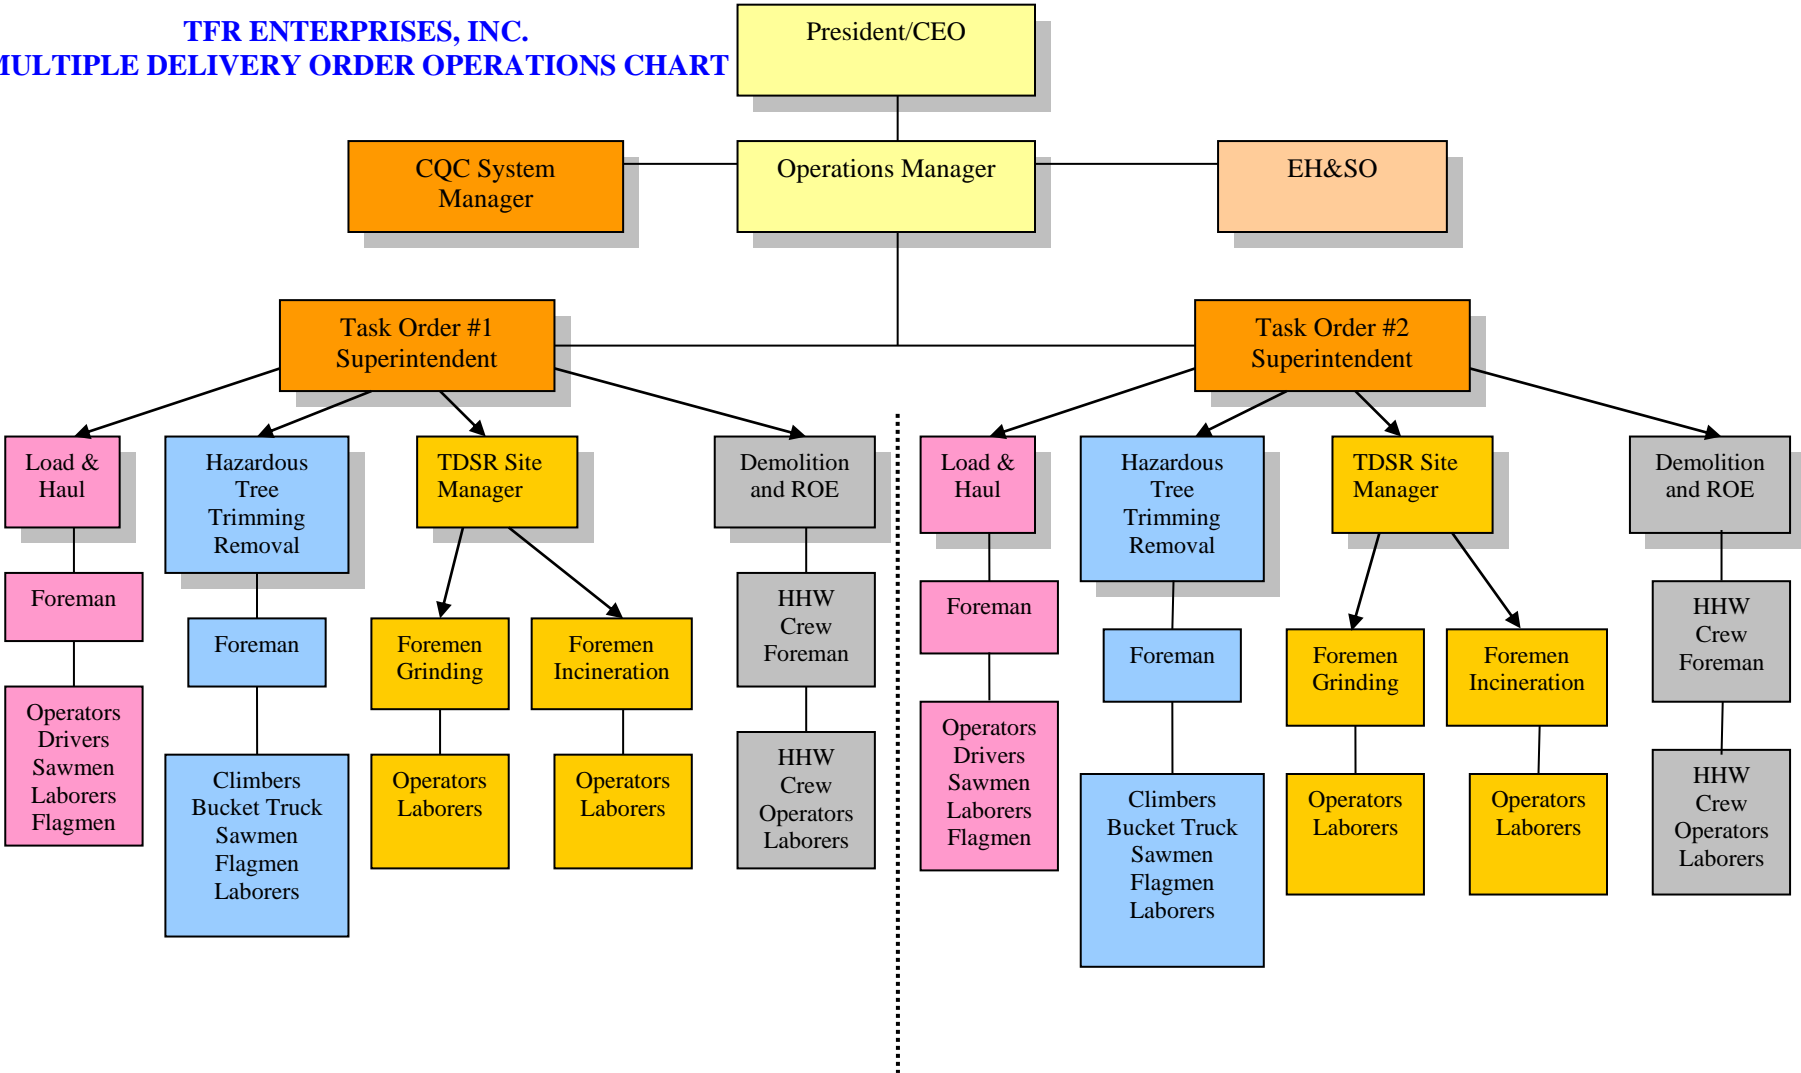 TFR ENTERPRISES, INC.
MULTIPLE DELIVERY ORDER OPERATIONS CHART
President/CEO
CQC System
Manager
Operations Manager
EH&SO
Task Order #1
Superintendent
Task Order #2
Superintendent
Load &
Haul
Hazardous
Tree
Trimming
Removal
TDSR Site
Manager
Demolition
and ROE
Foreman
Foreman
Foremen
Grinding
Foremen
Incineration
HHW
Crew
Foreman
Operators
Drivers
Sawmen
Laborers
Flagmen
Climbers
Bucket Truck
Sawmen
Flagmen
Laborers
Operators
Laborers
Operators
Laborers
HHW
Crew
Operators
Laborers
Load &
Haul
Hazardous
Tree
Trimming
Removal
TDSR Site
Manager
Demolition
and ROE
Foreman
Foreman
Foremen
Grinding
Foremen
Incineration
HHW
Crew
Foreman
Operators
Drivers
Sawmen
Laborers
Flagmen
Climbers
Bucket Truck
Sawmen
Flagmen
Laborers
Operators
Laborers
Operators
Laborers
HHW
Crew
Operators
Laborers